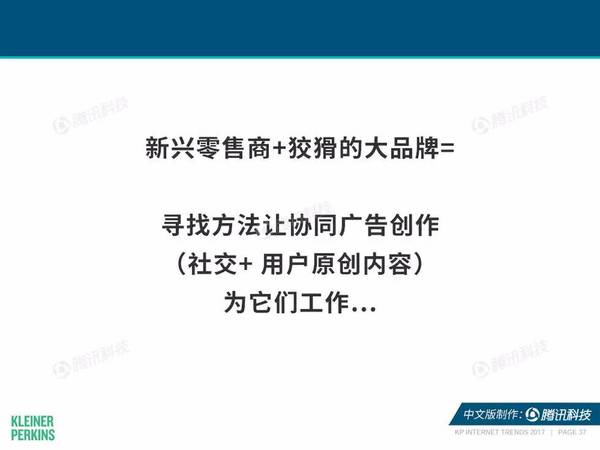 腾讯科技
腾讯科技
新兴零售商+狡猾的大品牌=
寻找方法让协同广告创作
（社交+ 用户原创内容）
为它们工作...
腾讯科技
腾讯科技
KLEINER
PERKINS
中文版制作：腾讯科技
KP INTERNET TRENDS 2017 | PAGE 37